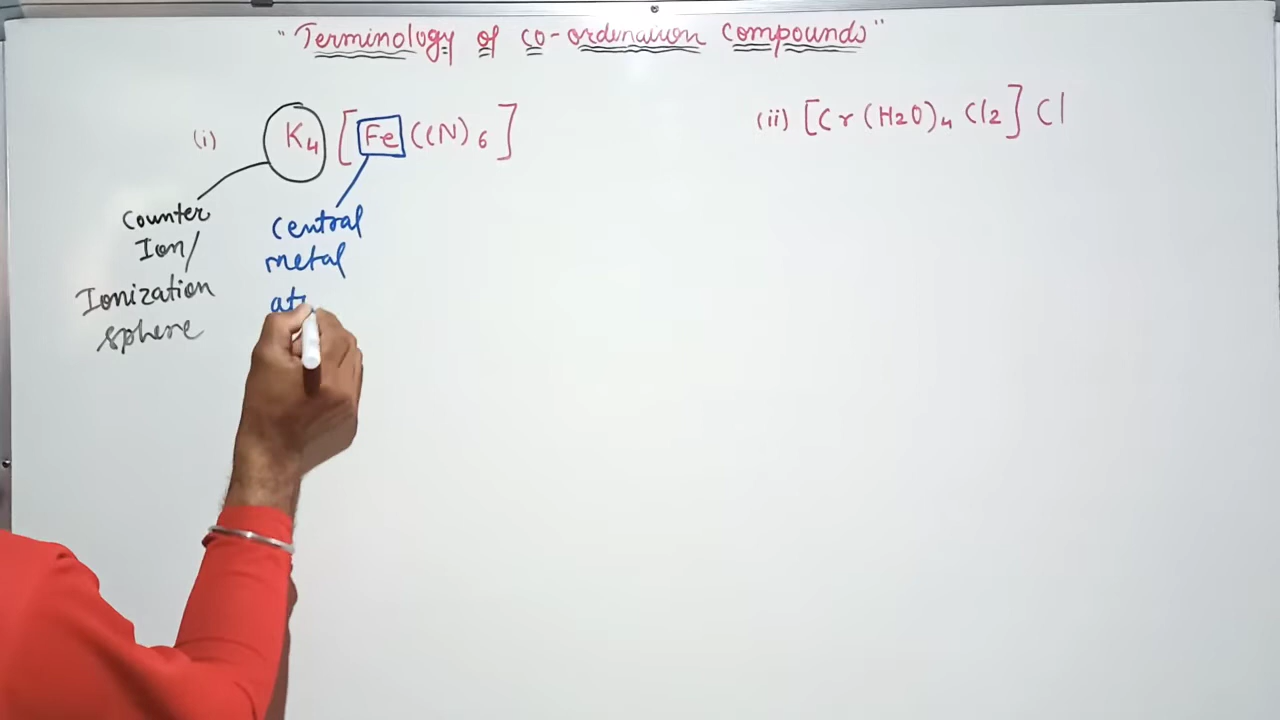 "Terminology of co-ordination compounds"
(i) K4 [Fe(CN)6]
(ii) [Cr(H2O)4 Cl2] Cl
Counter
Ion/
Ionization
sphere
central
metal
at